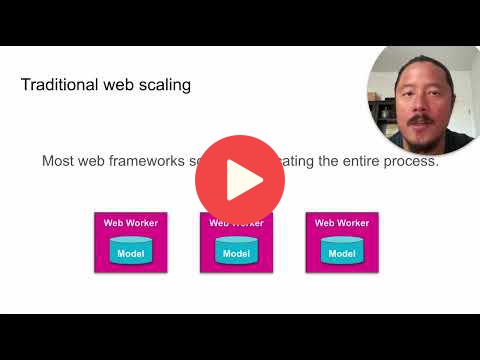 Traditional web scaling
Most web frameworks ating the entire process.
Web Worker Web Worker Web Worker
Model Model Model